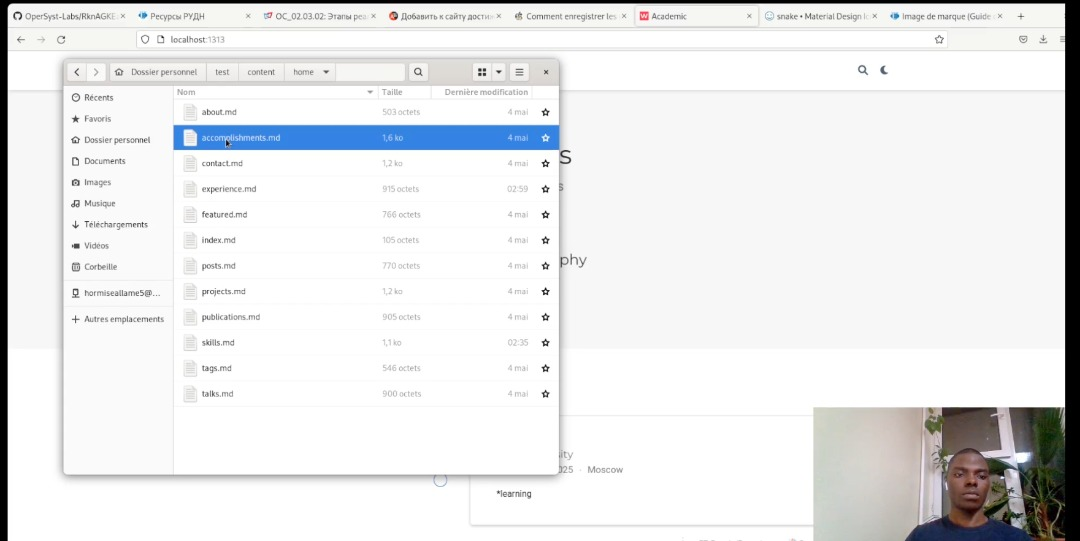 OperSyst-Labs/RknAGKE
Ресурсы РУДН
ОС_02.03.02: Этапы реа
Добавить к сайту дости
Comment enregistrer les
Academic
snake • Material Design Ic
Image de marque (Guide
localhost:1313
Dossier personnel test content home
Récents
Favoris
Dossier personnel
Documents
Images
Musique
Téléchargements
Vidéos
Corbeille
hormiseallame5@...
Autres emplacements
Nom Taille Dernière modification
about.md 503 octets 4 mai
accomplishments.md 1,6 ko 4 mai
contact.md 1,2 ko 4 mai
experience.md 915 octets 02:59
featured.md 766 octets 4 mai
index.md 105 octets 4 mai
posts.md 770 octets 4 mai
projects.md 1,2 ko 4 mai
publications.md 905 octets 4 mai
skills.md 1,1 ko 02:35
tags.md 546 octets 4 mai
talks.md 900 octets 4 mai
s
s
phy
sity
025 · Moscow
*learning